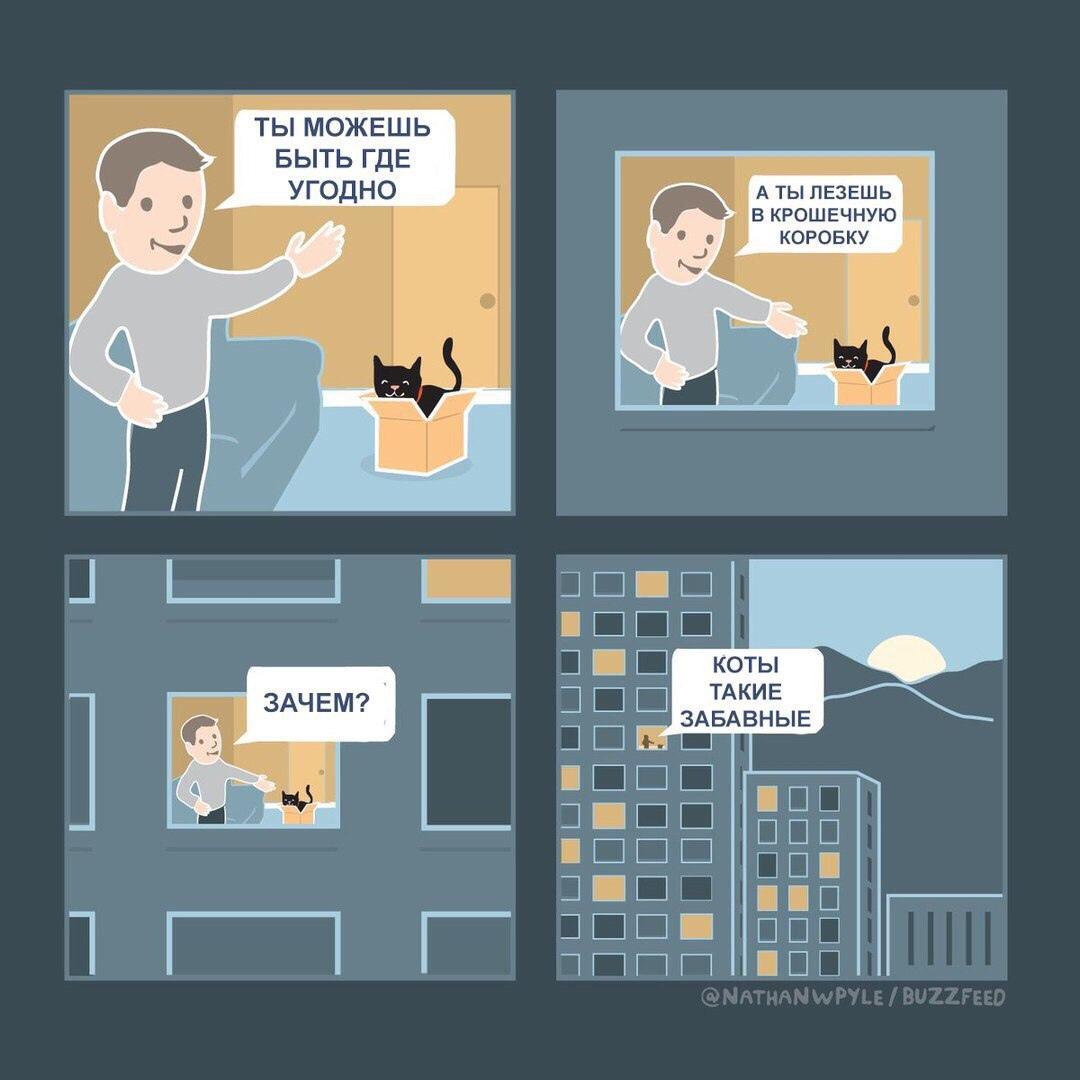 ТЫ МОЖЕШЬ
БЫТЬ ГДЕ
УГОДНО
А ТЫ ЛЕЗЕШЬ
В КРОШЕЧНУЮ
КОРОБКУ
ЗАЧЕМ?
КОТЫ
ТАКИЕ
ЗАБАВНЫЕ
@NATHANWPYLE / BUZZFEED